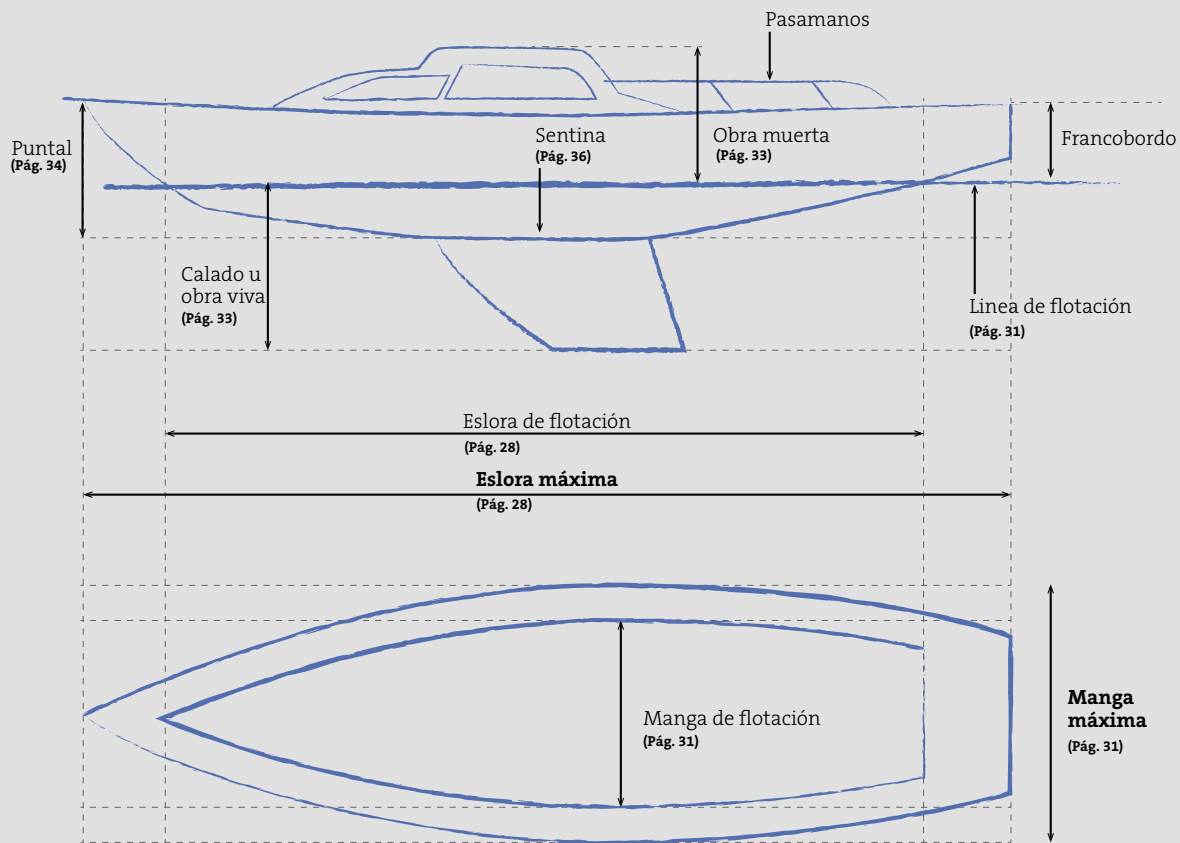 Pasamanos
Puntal
(Pág. 34)
Sentina
(Pág. 36)
Obra muerta
(Pág. 33)
Francobordo
Calado u
obra viva
(Pág. 33)
Linea de flotación
(Pág. 31)
Eslora de flotación
(Pág. 28)
Eslora máxima
(Pág. 28)
Manga de flotación
(Pág. 31)
Manga
máxima
(Pág. 31)